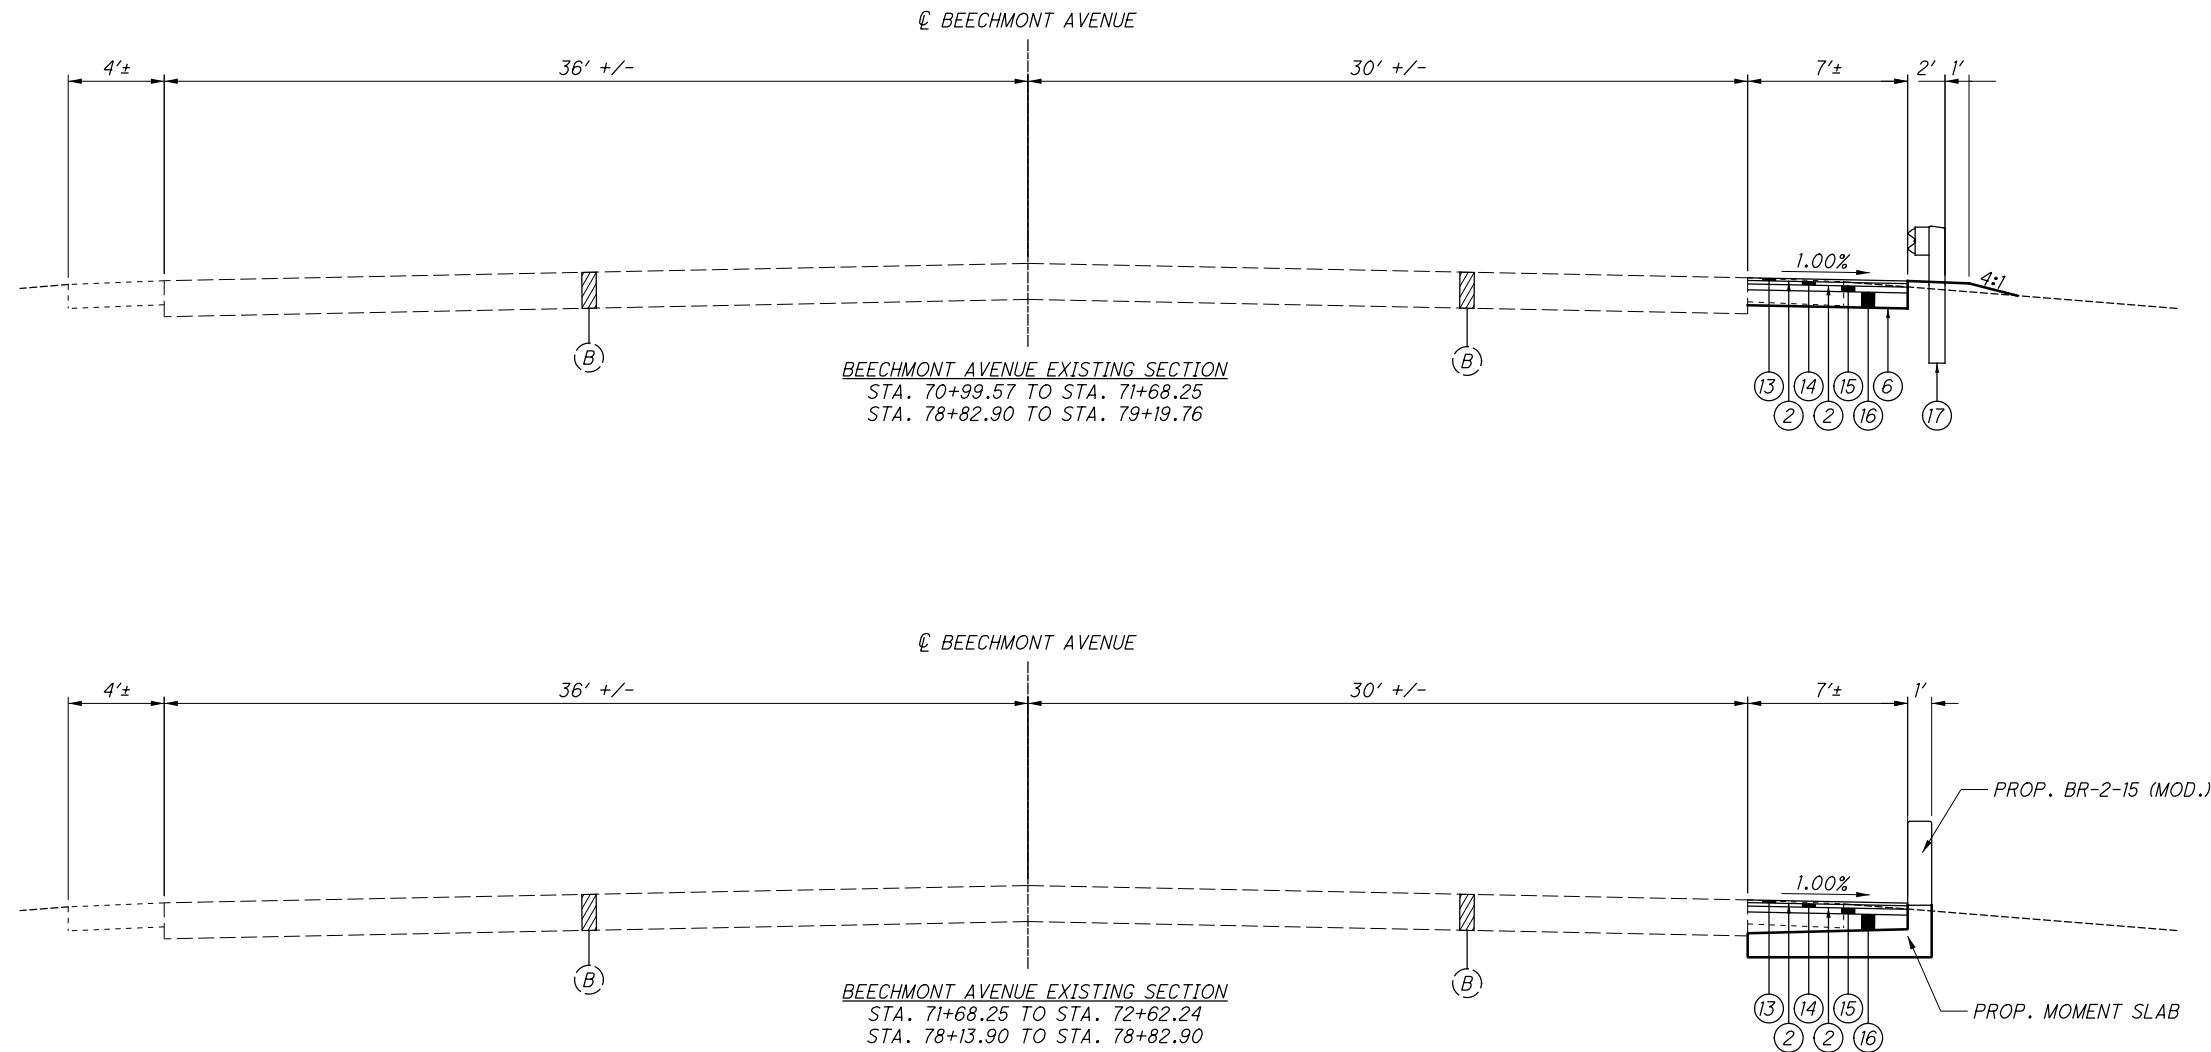 ℄ BEECHMONT AVENUE
4'± 36' +/- 30' +/- 7'± 2' 1'
1.00%
4:1
B B
13 14 15 6
2 2 16 17
BEECHMONT AVENUE EXISTING SECTION
STA. 70+99.57 TO STA. 71+68.25
STA. 78+82.90 TO STA. 79+19.76
℄ BEECHMONT AVENUE
4'± 36' +/- 30' +/- 7'± 1'
PROP. BR-2-15 (MOD.)
1.00%
B B
BEECHMONT AVENUE EXISTING SECTION
STA. 71+68.25 TO STA. 72+62.24
STA. 78+13.90 TO STA. 78+82.90
13 14 15
2 2 16
PROP. MOMENT SLAB